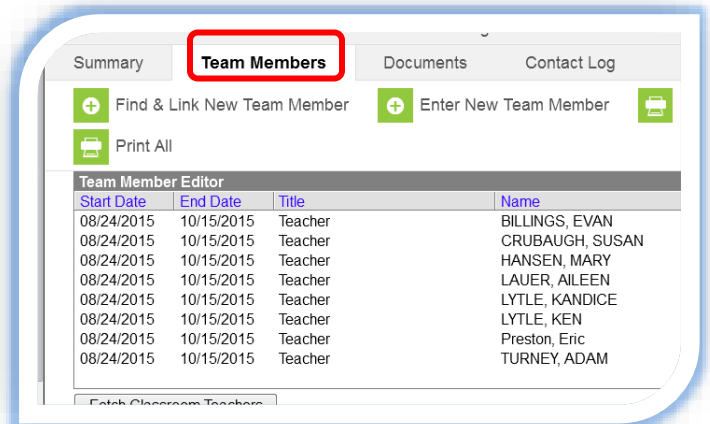 Summary Team Members Documents Contact Log
Find & Link New Team Member Enter New Team Member
Print All
Team Member Editor
Start Date End Date Title Name
08/24/2015 10/15/2015 Teacher BILLINGS, EVAN
08/24/2015 10/15/2015 Teacher CRUBAUGH, SUSAN
08/24/2015 10/15/2015 Teacher HANSEN, MARY
08/24/2015 10/15/2015 Teacher LAUER, AILEEN
08/24/2015 10/15/2015 Teacher LYTLE, KANDICE
08/24/2015 10/15/2015 Teacher LYTLE, KEN
08/24/2015 10/15/2015 Teacher Preston, Eric
08/24/2015 10/15/2015 Teacher TURNEY, ADAM
Fetch Classroom Teachers